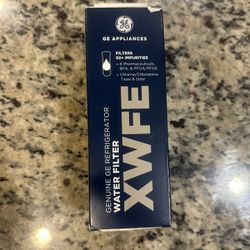 GE APPLIANCES
FILTERS
50+ IMPURITIES
+ 6 Pharmaceuticals,
BPA, & PFOA/PFOS
+ Chlorine/Chloramine
Taste & Odor
GENUINE GE REFRIGERATOR
WATER FILTER
XWFE